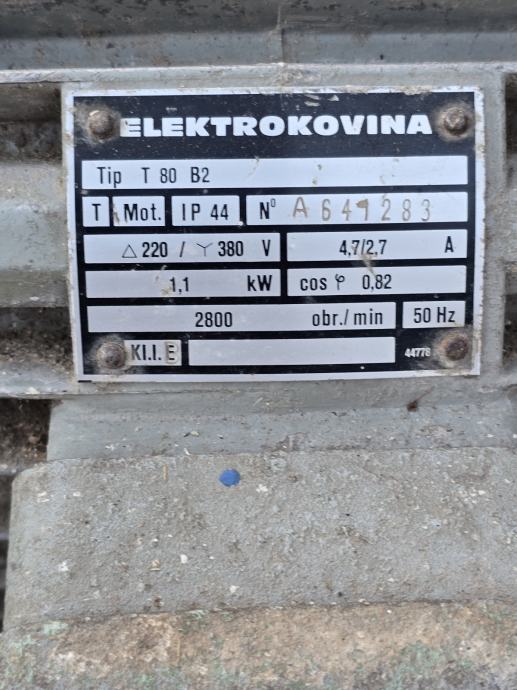 ELEKTROKOVINA
Tip T 80 B2
T Mot. IP 44 Nº A 641283
△ 220 / Y 380 V 4,7/2,7 A
1,1 kW cos φ 0,82
2800 obr./ min 50 Hz
Kl.I. E 44778